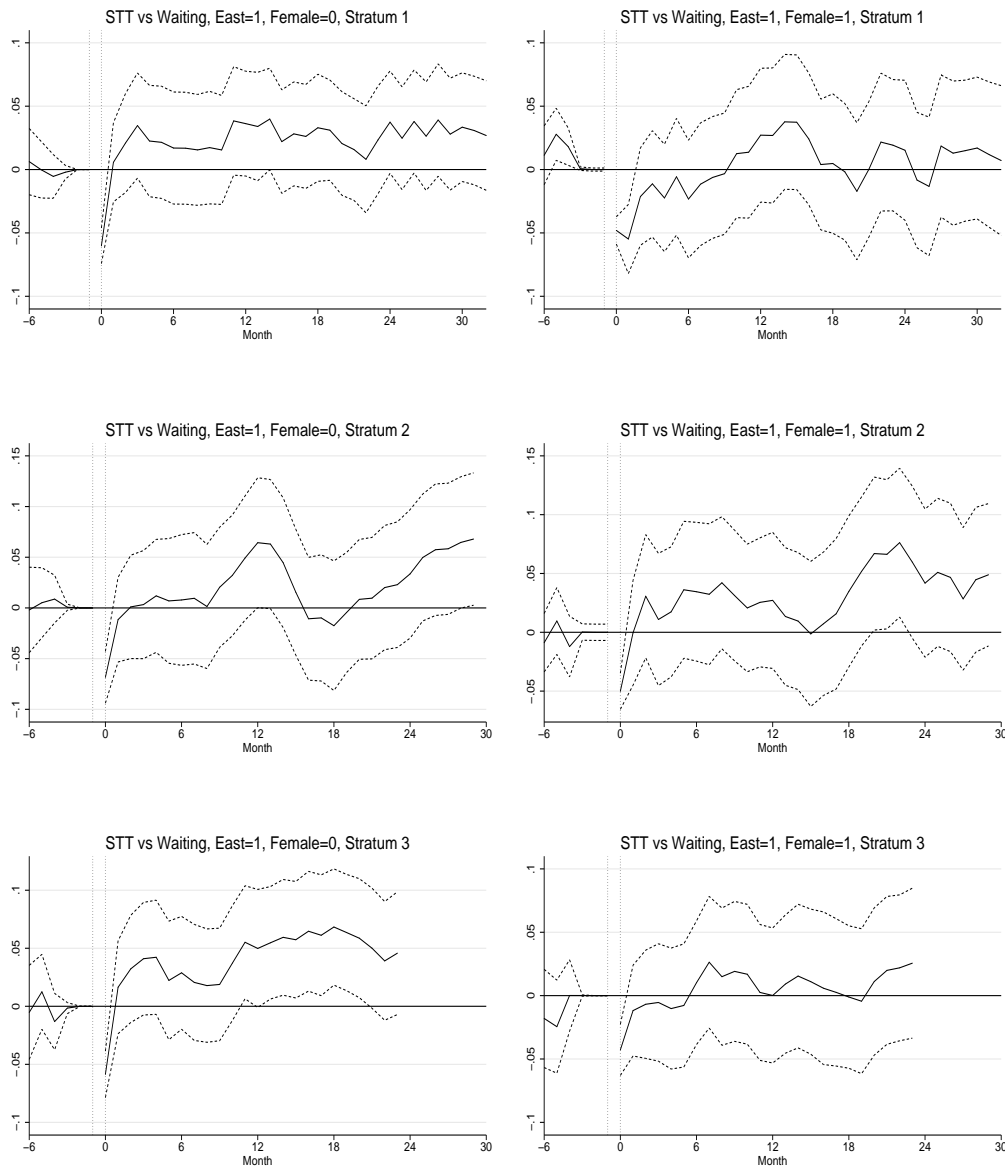 STT vs Waiting, East=1, Female=0, Stratum 1
.1
.05
0
−.05
−.1
−6 0 6 12 18 24 30
Month
STT vs Waiting, East=1, Female=1, Stratum 1
.1
.05
0
−.05
−.1
−6 0 6 12 18 24 30
Month
STT vs Waiting, East=1, Female=0, Stratum 2
.15
.1
.05
0
−.05
−.1
−6 0 6 12 18 24 30
Month
STT vs Waiting, East=1, Female=1, Stratum 2
.15
.1
.05
0
−.05
−6 0 6 12 18 24 30
Month
STT vs Waiting, East=1, Female=0, Stratum 3
.1
.05
0
−.05
−.1
−6 0 6 12 18 24 30
Month
STT vs Waiting, East=1, Female=1, Stratum 3
.1
.05
0
−.05
−.1
−6 0 6 12 18 24 30
Month